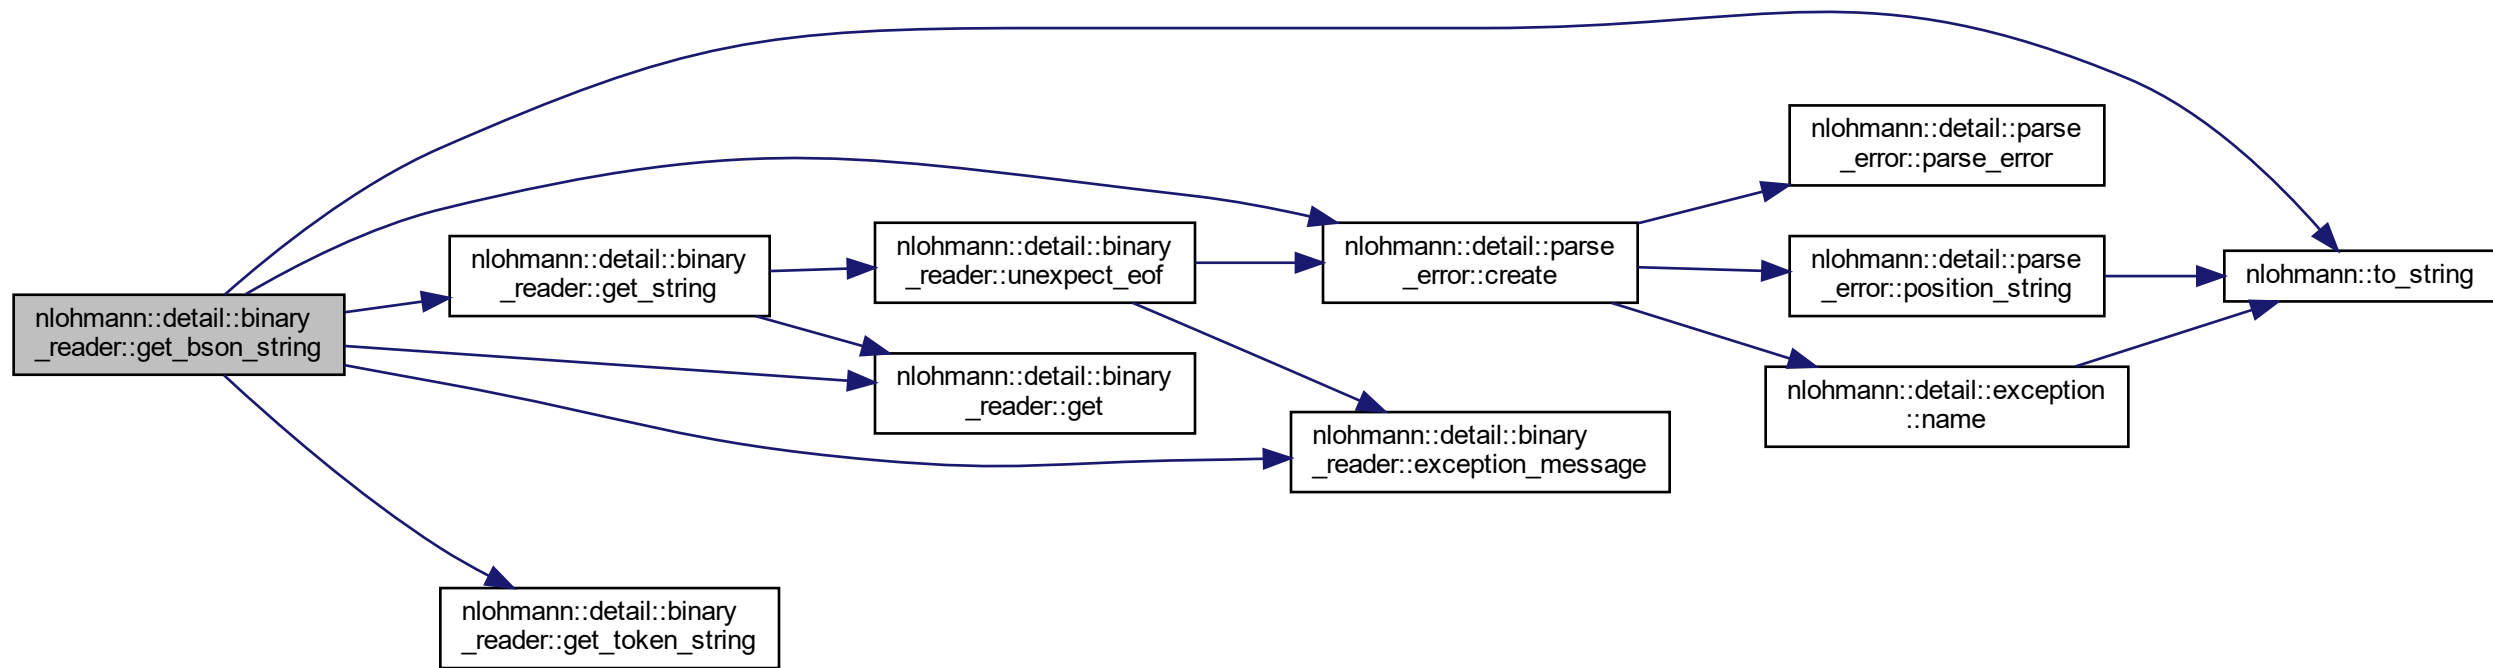 nlohmann::detail::binary
_reader::get_bson_string
nlohmann::detail::binary
_reader::get_string
nlohmann::detail::binary
_reader::unexpect_eof
nlohmann::detail::binary
_reader::get
nlohmann::detail::parse
_error::create
nlohmann::detail::binary
_reader::exception_message
nlohmann::detail::parse
_error::parse_error
nlohmann::detail::parse
_error::position_string
nlohmann::detail::exception
::name
nlohmann::to_string
nlohmann::detail::binary
_reader::get_token_string